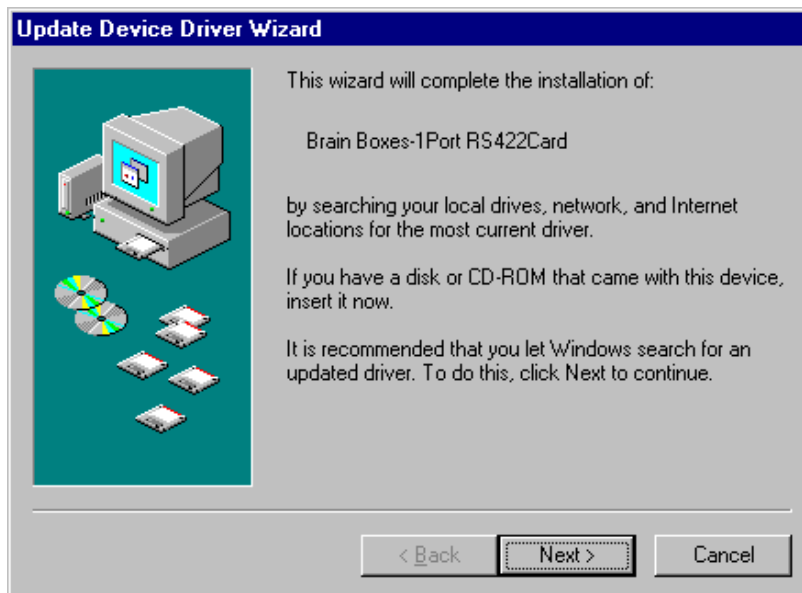 Update Device Driver Wizard
This wizard will complete the installation of:
Brain Boxes-1Port RS422Card
by searching your local drives, network, and Internet
locations for the most current driver.
If you have a disk or CD-ROM that came with this device,
insert it now.
It is recommended that you let Windows search for an
updated driver. To do this, click Next to continue.
< Back   Next >   Cancel